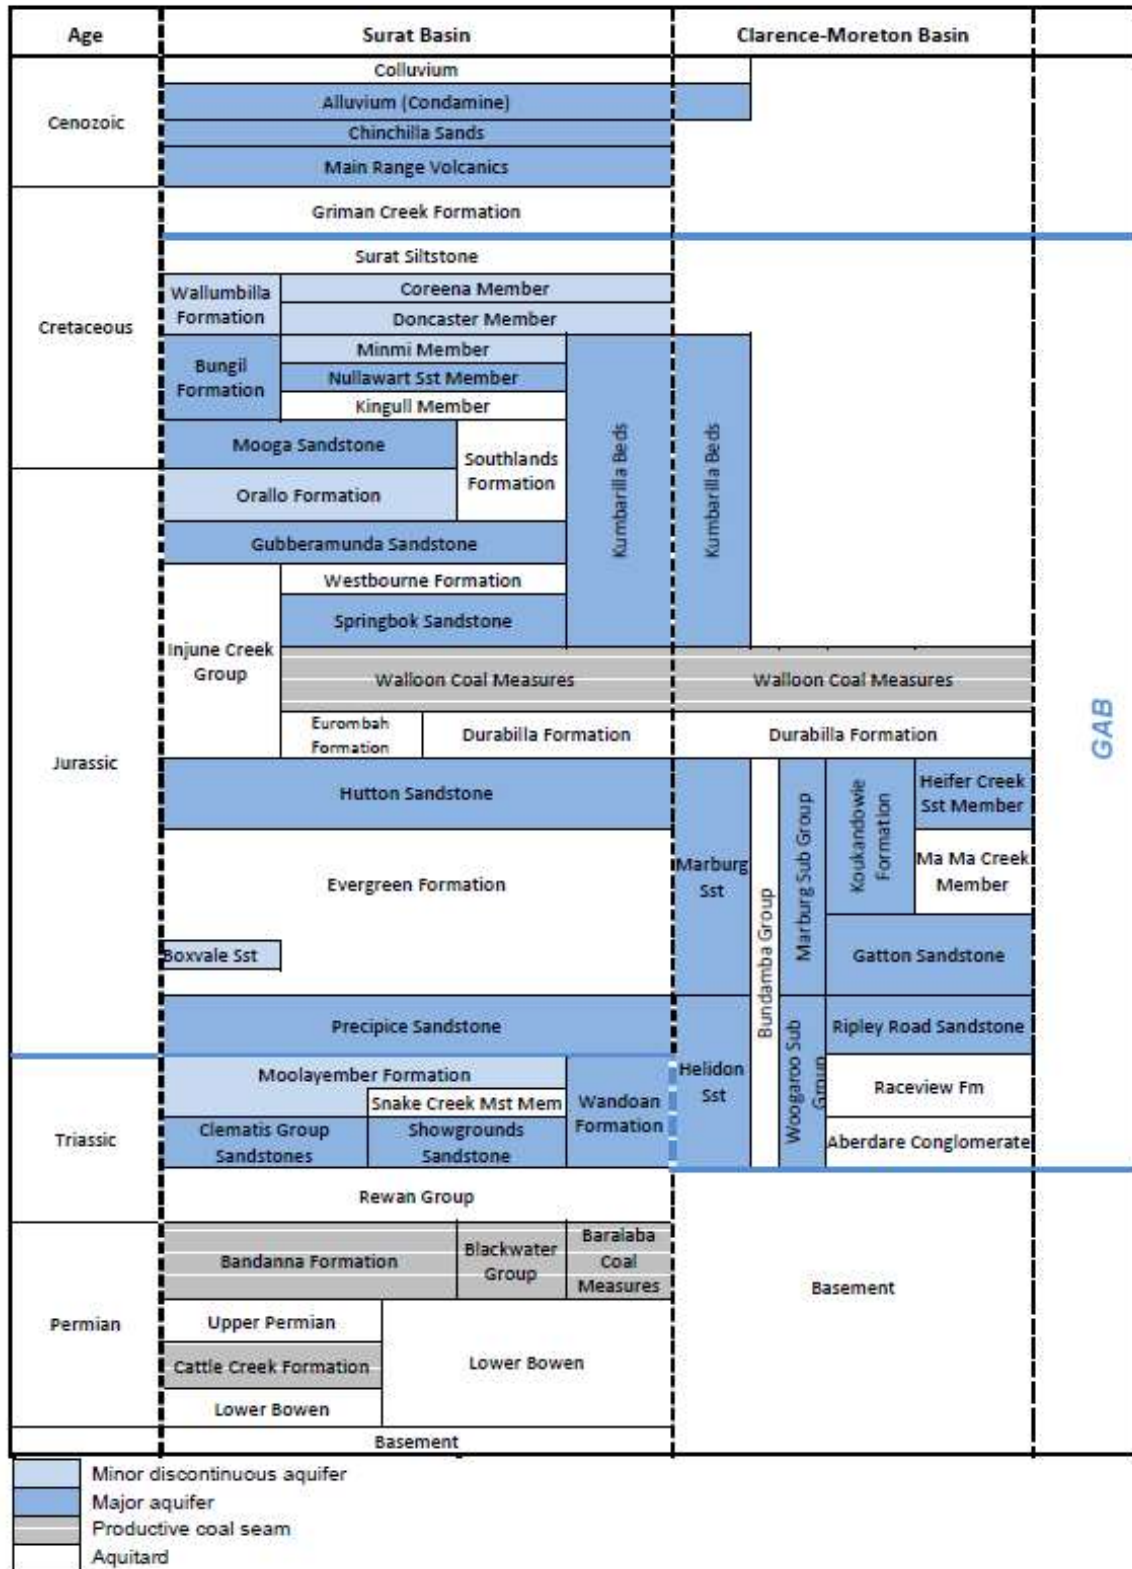 Age
Surat Basin
Clarence-Moreton Basin
Cenozoic
Colluvium
Alluvium (Condamine)
Chinchilla Sands
Main Range Volcanics
Cretaceous
Griman Creek Formation
Surat Siltstone
Wallumbilla
Formation
Coreena Member
Doncaster Member
Bungil
Formation
Minmi Member
Nullawart Sst Member
Kingull Member
Kumbarilla Beds
Kumbarilla Beds
Mooga Sandstone
Southlands
Formation
Jurassic
Orallo Formation
Gubberamunda Sandstone
Injune Creek
Group
Westbourne Formation
Springbok Sandstone
Walloon Coal Measures
Walloon Coal Measures
Eurombah
Formation
Durabilla Formation
Durabilla Formation
GAB
Hutton Sandstone
Marburg
Sst
Bundamba Group
Marburg Sub Group
Koukandowie
Formation
Heifer Creek
Sst Member
Evergreen Formation
Ma Ma Creek
Member
Boxvale Sst
Gatton Sandstone
Precipice Sandstone
Helidon
Sst
Woogaroo Sub
Group
Ripley Road Sandstone
Triassic
Moolayember Formation
Snake Creek Mst Mem
Wandoan
Formation
Raceview Fm
Clematis Group
Sandstones
Showgrounds
Sandstone
Aberdare Conglomerate
Rewan Group
Permian
Bandanna Formation
Blackwater
Group
Baralaba
Coal
Measures
Basement
Upper Permian
Cattle Creek Formation
Lower Bowen
Lower Bowen
Basement
Minor discontinuous aquifer
Major aquifer
Productive coal seam
Aquitard